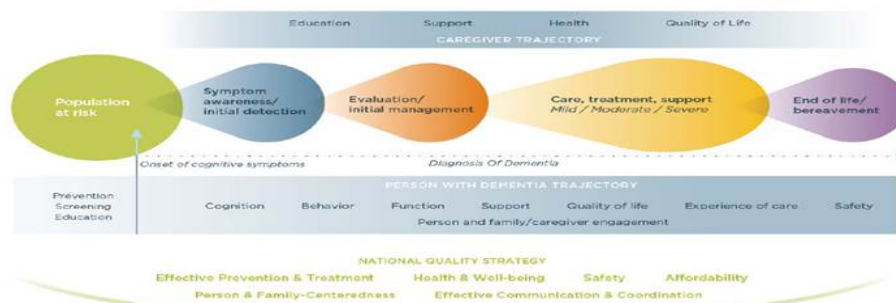 Education Support Health Quality of Life
CAREGIVER TRAJECTORY
Population
at risk
Symptom
awareness/
initial detection
Evaluation/
initial management
Care, treatment, support
Mild / Moderate / Severe
End of life/
bereavement
Onset of cognitive symptoms
Diagnosis Of Dementia
PERSON WITH DEMENTIA TRAJECTORY
Prevention
Screening
Education
Cognition Behavior Function Support Quality of life Experience of care Safety
Person and family/caregiver engagement
NATIONAL QUALITY STRATEGY
Effective Prevention & Treatment Health & Well-being Safety Affordability
Person & Family-Centeredness Effective Communication & Coordination